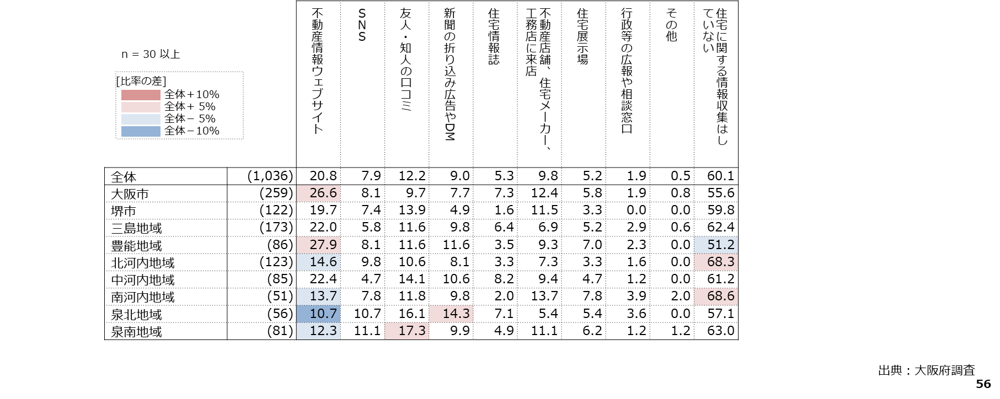 不動産情報ウェブサイト
SNS
友人・知人の口コミ
新聞の折り込み広告やDM
住宅情報誌
不動産店舗、住宅メーカー、
工務店に来店
住宅展示場
行政等の広報や相談窓口
その他
住宅に関する情報収集はし
ていない
n = 30 以上
[比率の差]
全体＋10%
全体＋ 5%
全体－ 5%
全体－10%
全体 (1,036) 20.8 7.9 12.2 9.0 5.3 9.8 5.2 1.9 0.5 60.1
大阪市 (259) 26.6 8.1 9.7 7.7 7.3 12.4 5.8 1.9 0.8 55.6
堺市 (122) 19.7 7.4 13.9 4.9 1.6 11.5 3.3 0.0 0.0 59.8
三島地域 (173) 22.0 5.8 11.6 9.8 6.4 6.9 5.2 2.9 0.6 62.4
豊能地域 (86) 27.9 8.1 11.6 11.6 3.5 9.3 7.0 2.3 0.0 51.2
北河内地域 (123) 14.6 9.8 10.6 8.1 3.3 7.3 3.3 1.6 0.0 68.3
中河内地域 (85) 22.4 4.7 14.1 10.6 8.2 9.4 4.7 1.2 0.0 61.2
南河内地域 (51) 13.7 7.8 11.8 9.8 2.0 13.7 7.8 3.9 2.0 68.6
泉北地域 (56) 10.7 10.7 16.1 14.3 7.1 5.4 5.4 3.6 0.0 57.1
泉南地域 (81) 12.3 11.1 17.3 9.9 4.9 11.1 6.2 1.2 1.2 63.0
出典：大阪府調査
56